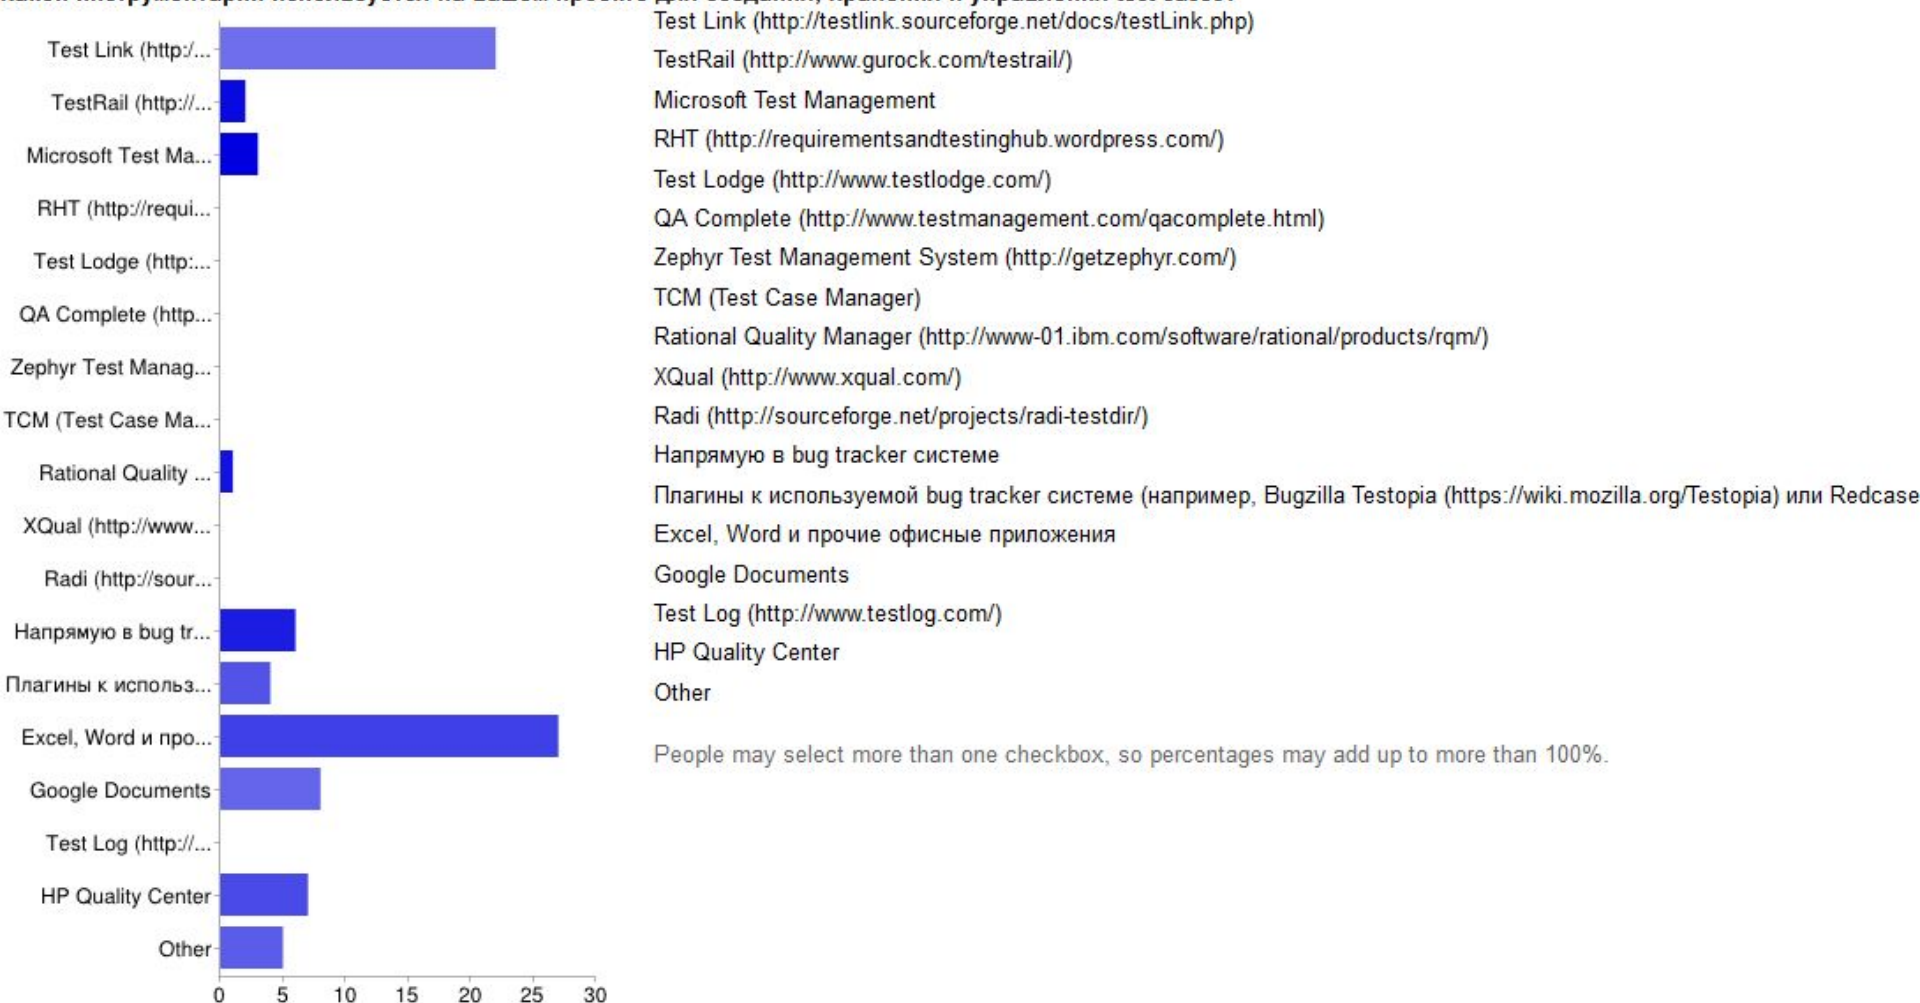 Test Link (http:/...
TestRail (http://...
Microsoft Test Ma...
RHT (http://requi...
Test Lodge (http:...
QA Complete (http...
Zephyr Test Manag...
TCM (Test Case Ma...
Rational Quality ...
XQual (http://www...
Radi (http://sour...
Напрямую в bug tr...
Плагины к использ...
Excel, Word и про...
Google Documents
Test Log (http://...
HP Quality Center
Other
0 5 10 15 20 25 30
Test Link (http://testlink.sourceforge.net/docs/testLink.php)
TestRail (http://www.gurock.com/testrail/)
Microsoft Test Management
RHT (http://requirementsandtestinghub.wordpress.com/)
Test Lodge (http://www.testlodge.com/)
QA Complete (http://www.testmanagement.com/qacomplete.html)
Zephyr Test Management System (http://getzephyr.com/)
TCM (Test Case Manager)
Rational Quality Manager (http://www-01.ibm.com/software/rational/products/rqm/)
XQual (http://www.xqual.com/)
Radi (http://sourceforge.net/projects/radi-testdir/)
Напрямую в bug tracker системе
Плагины к используемой bug tracker системе (например, Bugzilla Testopia (https://wiki.mozilla.org/Testopia) или Redcase
Excel, Word и прочие офисные приложения
Google Documents
Test Log (http://www.testlog.com/)
HP Quality Center
Other
People may select more than one checkbox, so percentages may add up to more than 100%.